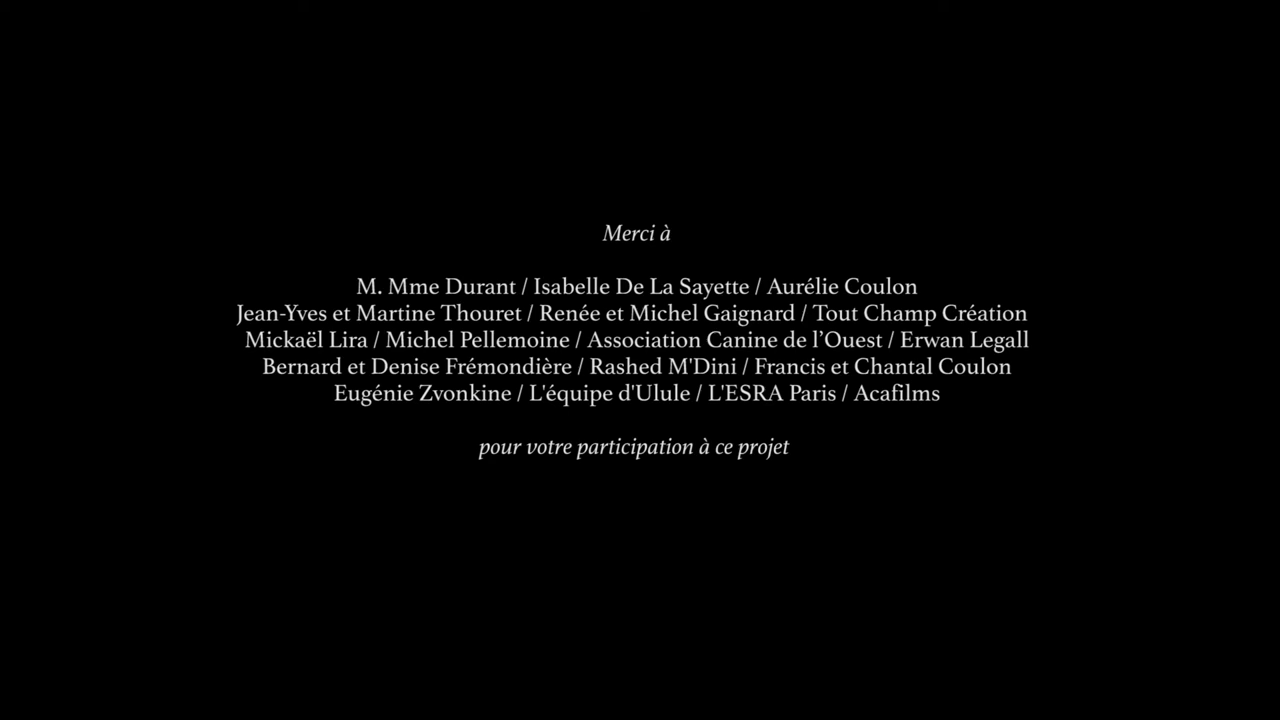 Merci à
M. Mme Durant / Isabelle De La Sayette / Aurélie Coulon
Jean-Yves et Martine Thouret / Renée et Michel Gaignard / Tout Champ Création
Mickaël Lira / Michel Pellemoine / Association Canine de l’Ouest / Erwan Legall
Bernard et Denise Frémondière / Rashed M'Dini / Francis et Chantal Coulon
Eugénie Zvonkine / L'équipe d'Ulule / L'ESRA Paris / Acafilms
pour votre participation à ce projet